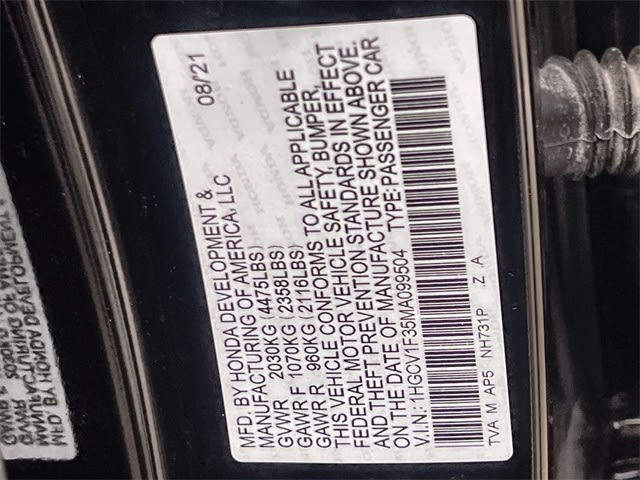 08/21
MFD. BY HONDA DEVELOPMENT &
MANUFACTURING OF AMERICA, LLC
GVWR 2030KG (4475LBS)
GAWR F 1070KG (2358LBS)
GAWR R 960KG (2116LBS)
THIS VEHICLE CONFORMS TO ALL APPLICABLE
FEDERAL MOTOR VEHICLE SAFETY, BUMPER,
AND THEFT PREVENTION STANDARDS IN EFFECT
ON THE DATE OF MANUFACTURE SHOWN ABOVE.
V.I.N.:1HGCV1F35MA099504 TYPE:PASSENGER CAR
TVA M AP5 NH731P .Z .A